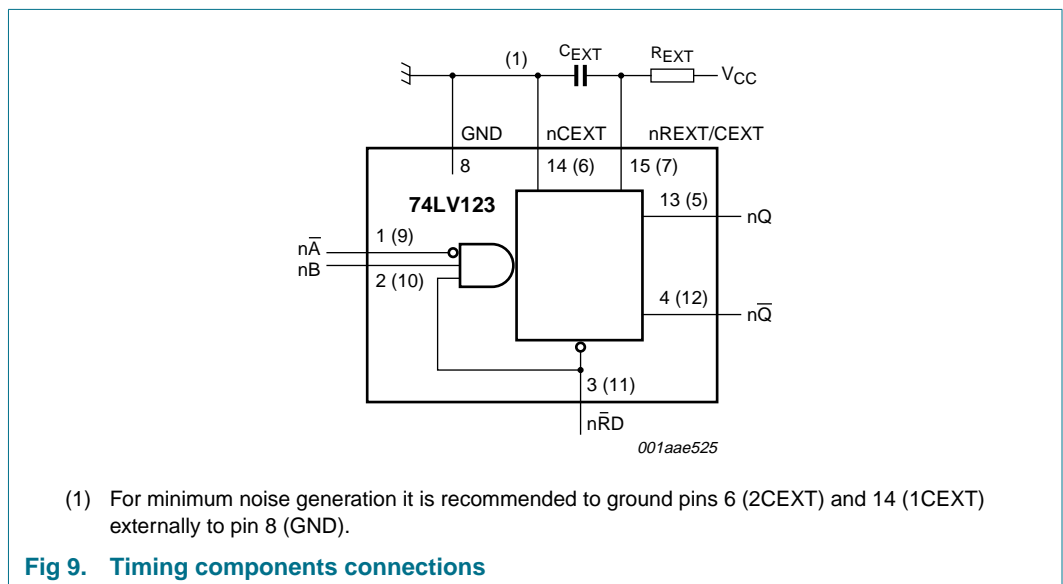 (1)
CEXT
REXT
VCC
GND
nCEXT
nREXT/CEXT
8
14 (6)
15 (7)
74LV123
13 (5)
nQ
1 (9)
nA̅
nB
2 (10)
4 (12)
nQ̅
3 (11)
nR̅D
001aae525
(1) For minimum noise generation it is recommended to ground pins 6 (2CEXT) and 14 (1CEXT)
externally to pin 8 (GND).
Fig 9. Timing components connections